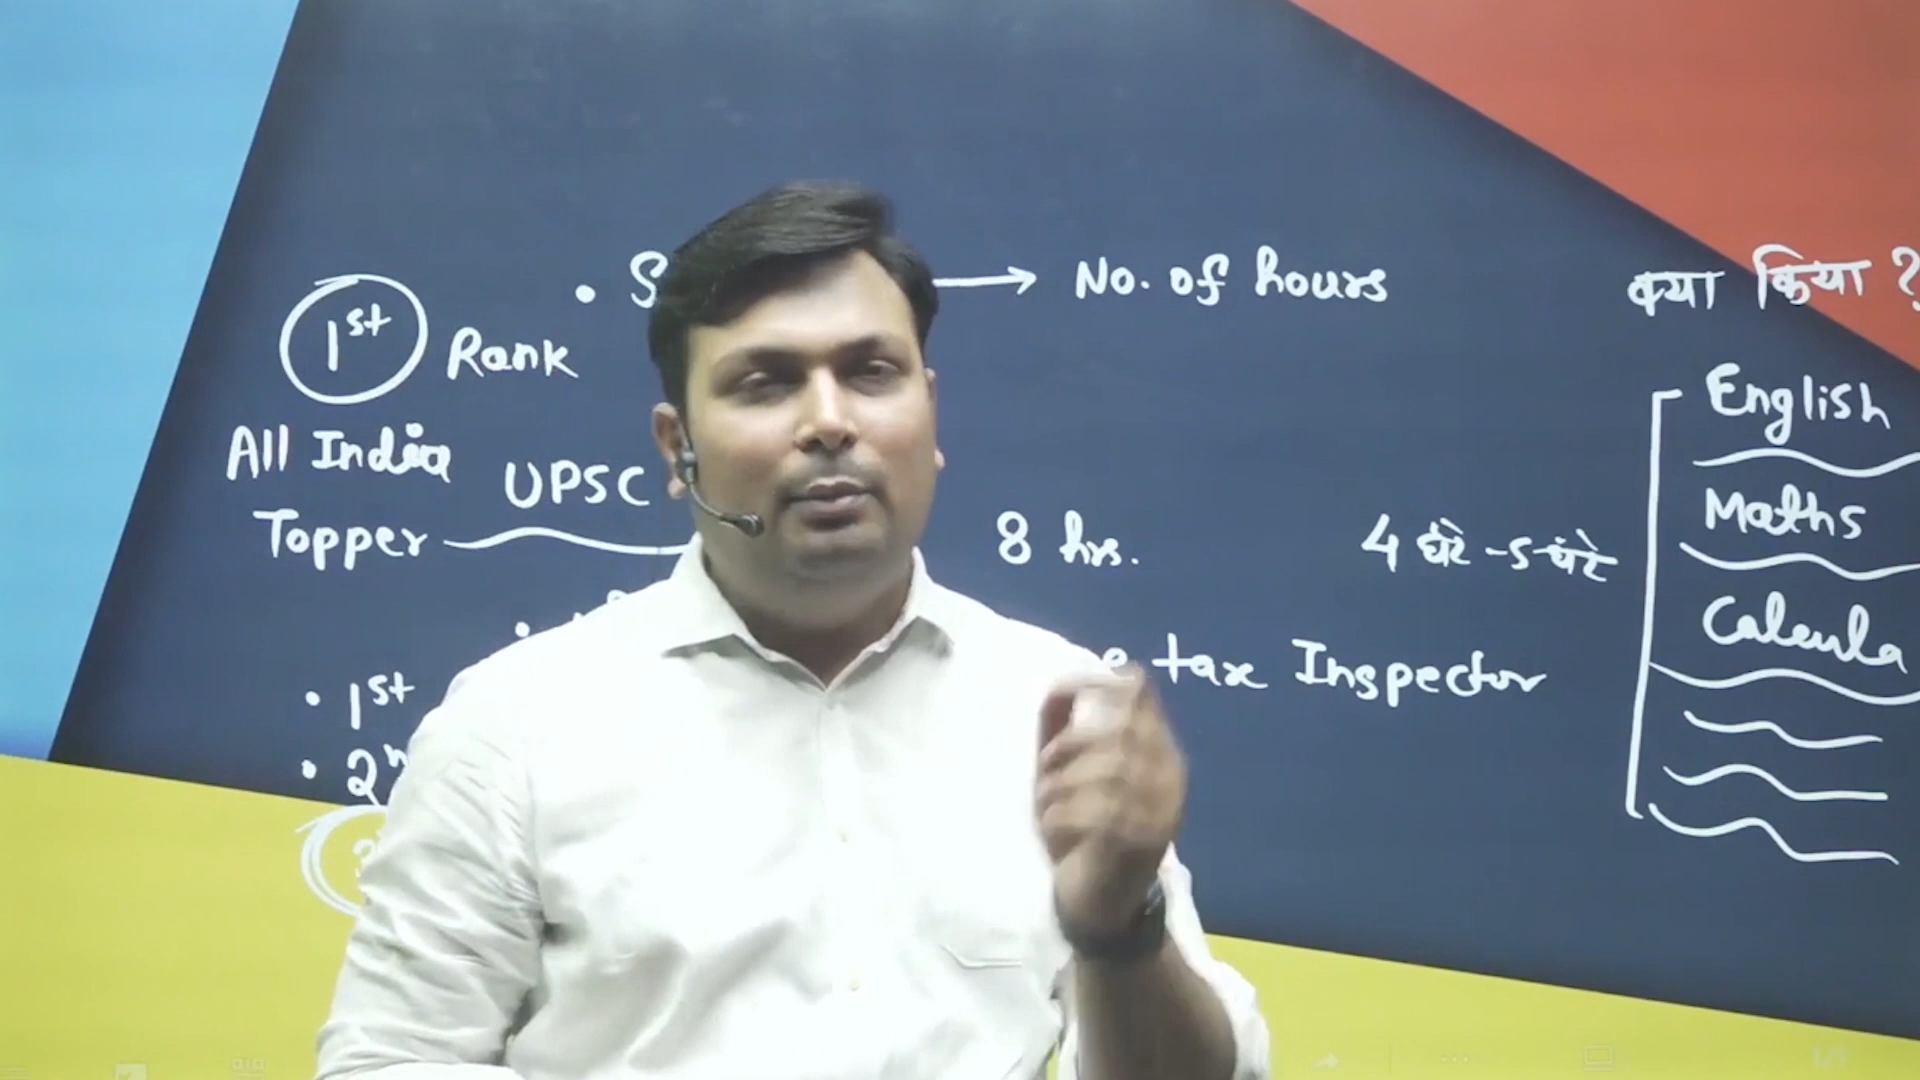 No. of hours
क्या किया ?
1st Rank
All India
Topper UPSC
8 hrs.
4 घंटे - 5 घंटे
tax Inspector
English
Maths
Calcula
• 1st
• 2n